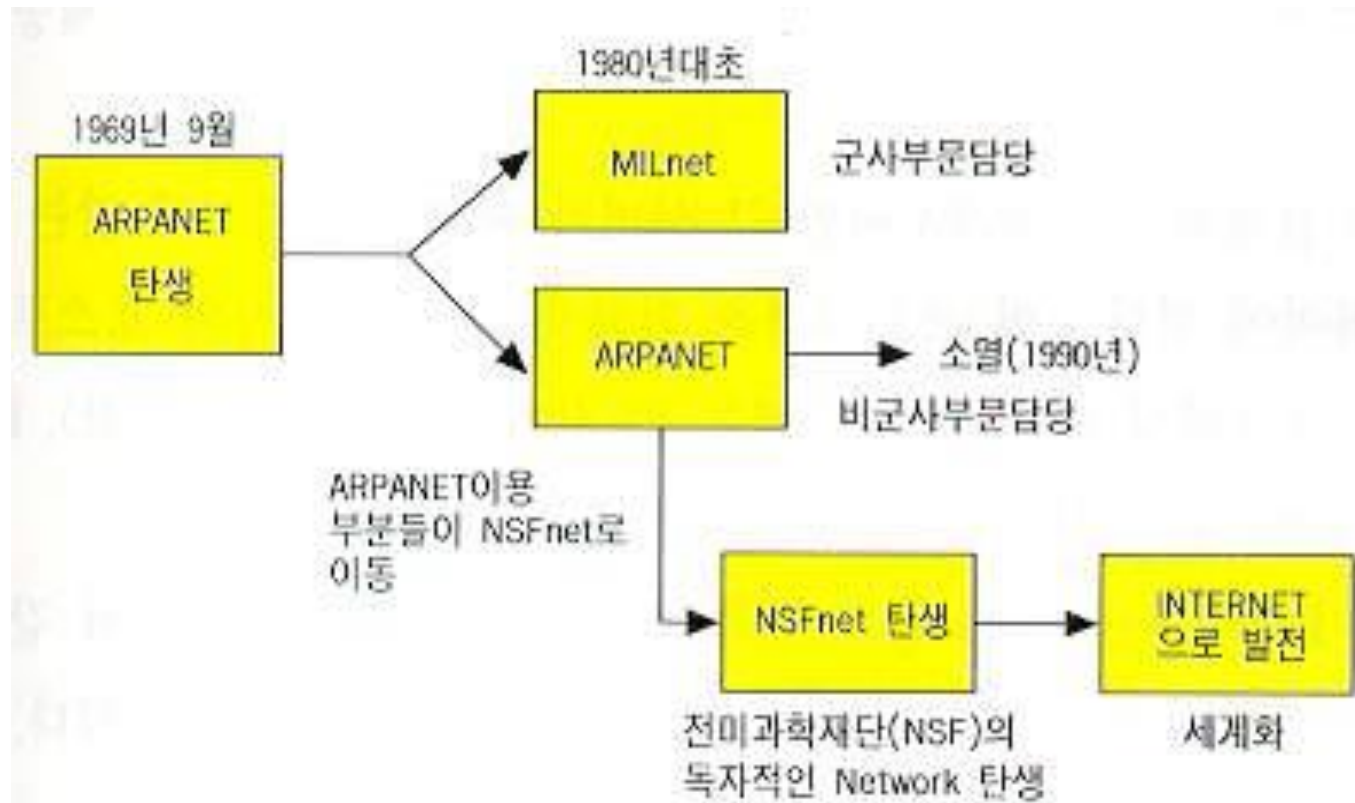 1969년 9월
ARPANET
탄생
1980년대초
MILnet
군사부문담당
ARPANET
소멸(1990년)
비군사부문담당
ARPANET이용
부분들이 NSFnet로
이동
NSFnet 탄생
전미과학재단(NSF)의
독자적인 Network 탄생
INTERNET
으로 발전
세계화